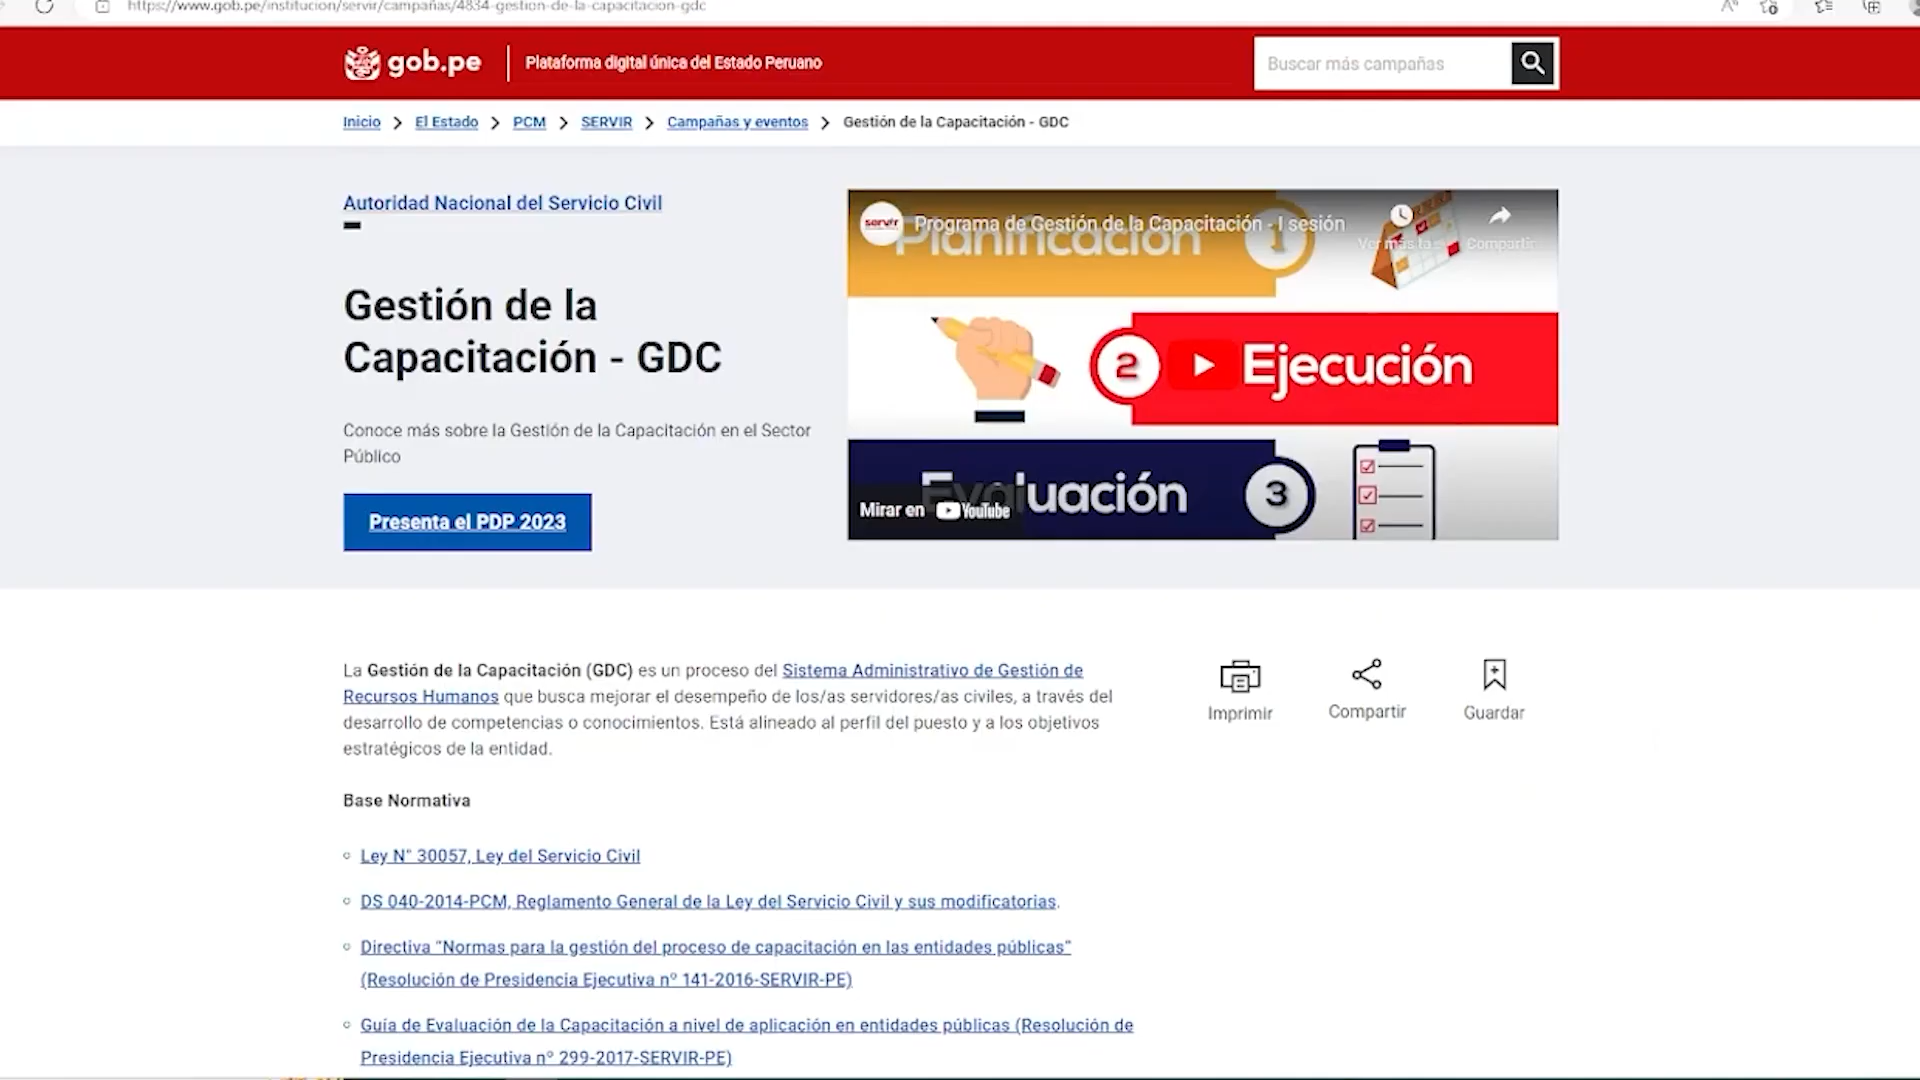 https://www.gob.pe/institucion/servir/campañas/4834-gestion-de-la-capacitacion-gdc
gob.pe
Plataforma digital única del Estado Peruano
Buscar más campañas
Inicio > El Estado > PCM > SERVIR > Campañas y eventos > Gestión de la Capacitación - GDC
Autoridad Nacional del Servicio Civil
Gestión de la
Capacitación - GDC
Conoce más sobre la Gestión de la Capacitación en el Sector
Público
Presenta el PDP 2023
servir
Programa de Gestión de la Capacitación - I sesión
Compartir
Planificación 1
2 Ejecución
Evaluación 3
Mirar en YouTube
La Gestión de la Capacitación (GDC) es un proceso del Sistema Administrativo de Gestión de
Recursos Humanos que busca mejorar el desempeño de los/as servidores/as civiles, a través del
desarrollo de competencias o conocimientos. Está alineado al perfil del puesto y a los objetivos
estratégicos de la entidad.
Imprimir
Compartir
Guardar
Base Normativa
Ley N° 30057, Ley del Servicio Civil
DS 040-2014-PCM, Reglamento General de la Ley del Servicio Civil y sus modificatorias.
Directiva "Normas para la gestión del proceso de capacitación en las entidades públicas"
(Resolución de Presidencia Ejecutiva nº 141-2016-SERVIR-PE)
Guía de Evaluación de la Capacitación a nivel de aplicación en entidades públicas (Resolución de
Presidencia Ejecutiva nº 299-2017-SERVIR-PE)